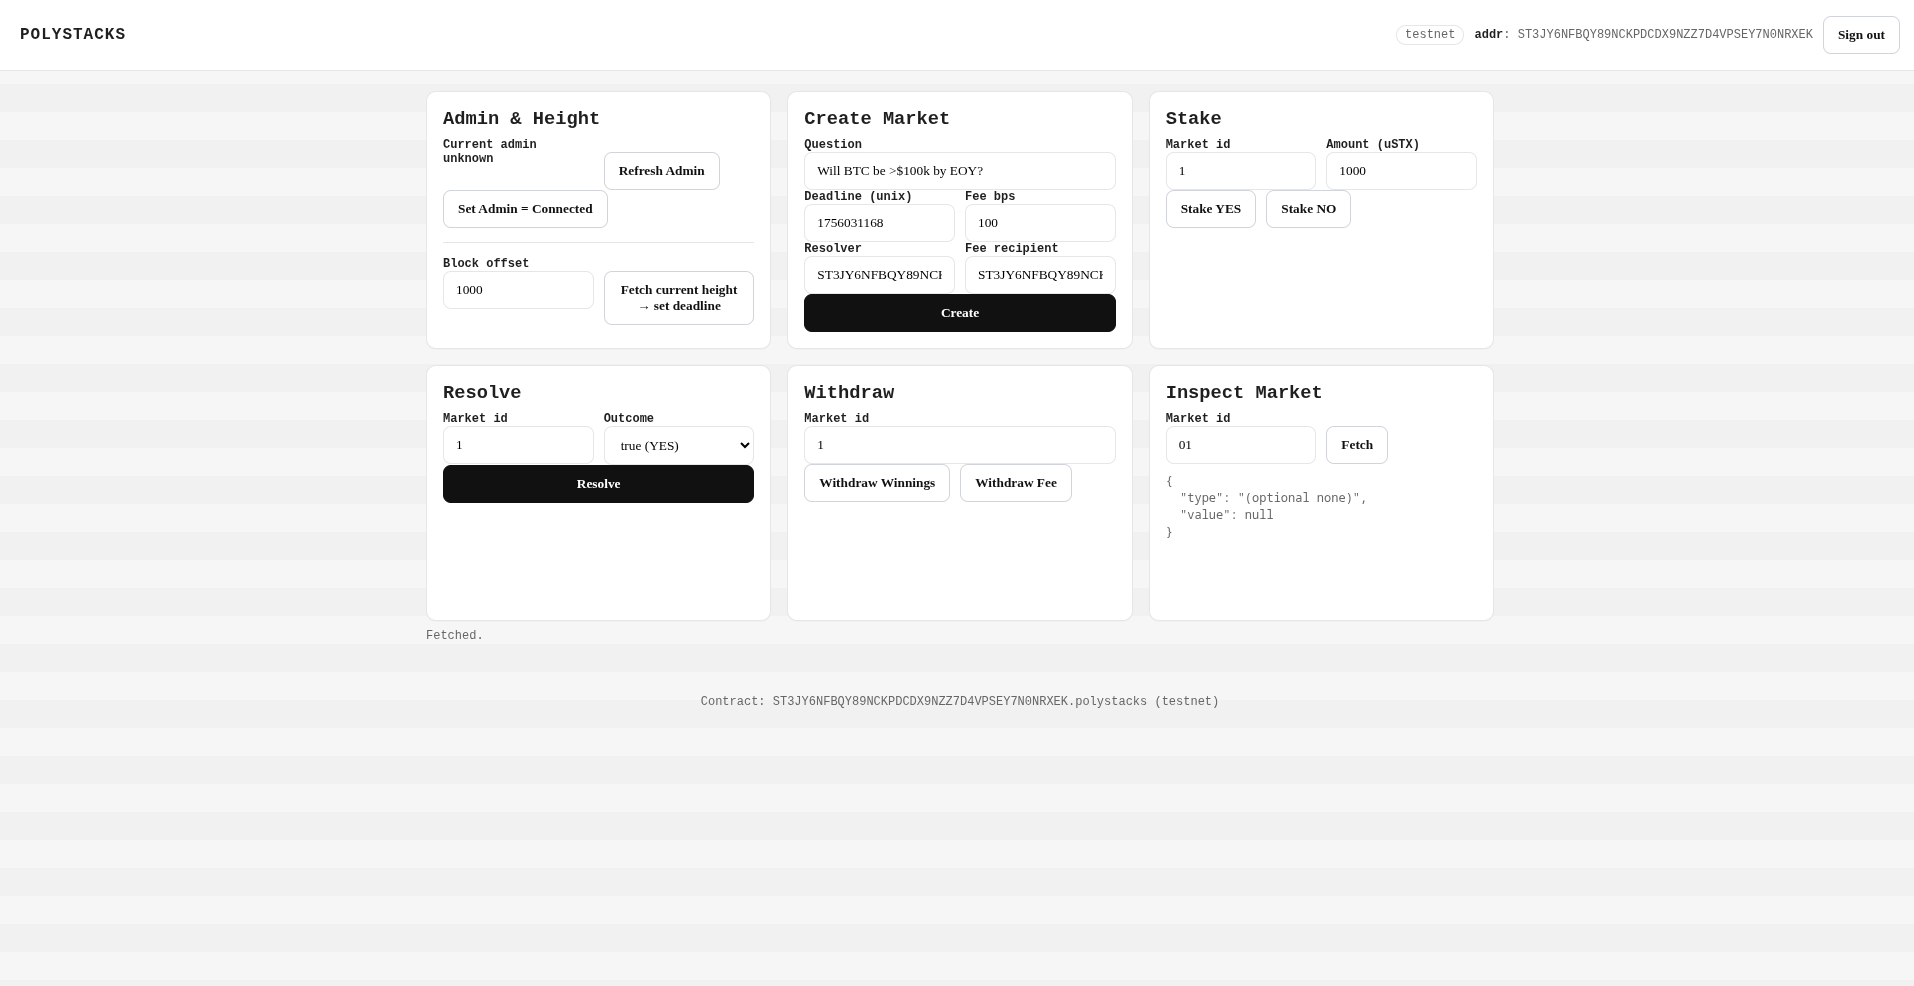 POLYSTACKS
testnet addr: ST3JY6NFBQY89NCKPDCDX9NZZ7D4VPSEY7N0NRXEK Sign out
Admin & Height
Current admin
unknown
Refresh Admin
Set Admin = Connected
Block offset
1000
Fetch current height
→ set deadline
Create Market
Question
Will BTC be >$100k by EOY?
Deadline (unix) Fee bps
1756031168 100
Resolver Fee recipient
ST3JY6NFBQY89NCK ST3JY6NFBQY89NCK
Create
Stake
Market id Amount (uSTX)
1 1000
Stake YES Stake NO
Resolve
Market id Outcome
1 true (YES)
Resolve
Withdraw
Market id
1
Withdraw Winnings Withdraw Fee
Inspect Market
Market id
01 Fetch
{
"type": "(optional none)",
"value": null
}
Fetched.
Contract: ST3JY6NFBQY89NCKPDCDX9NZZ7D4VPSEY7N0NRXEK.polystacks (testnet)